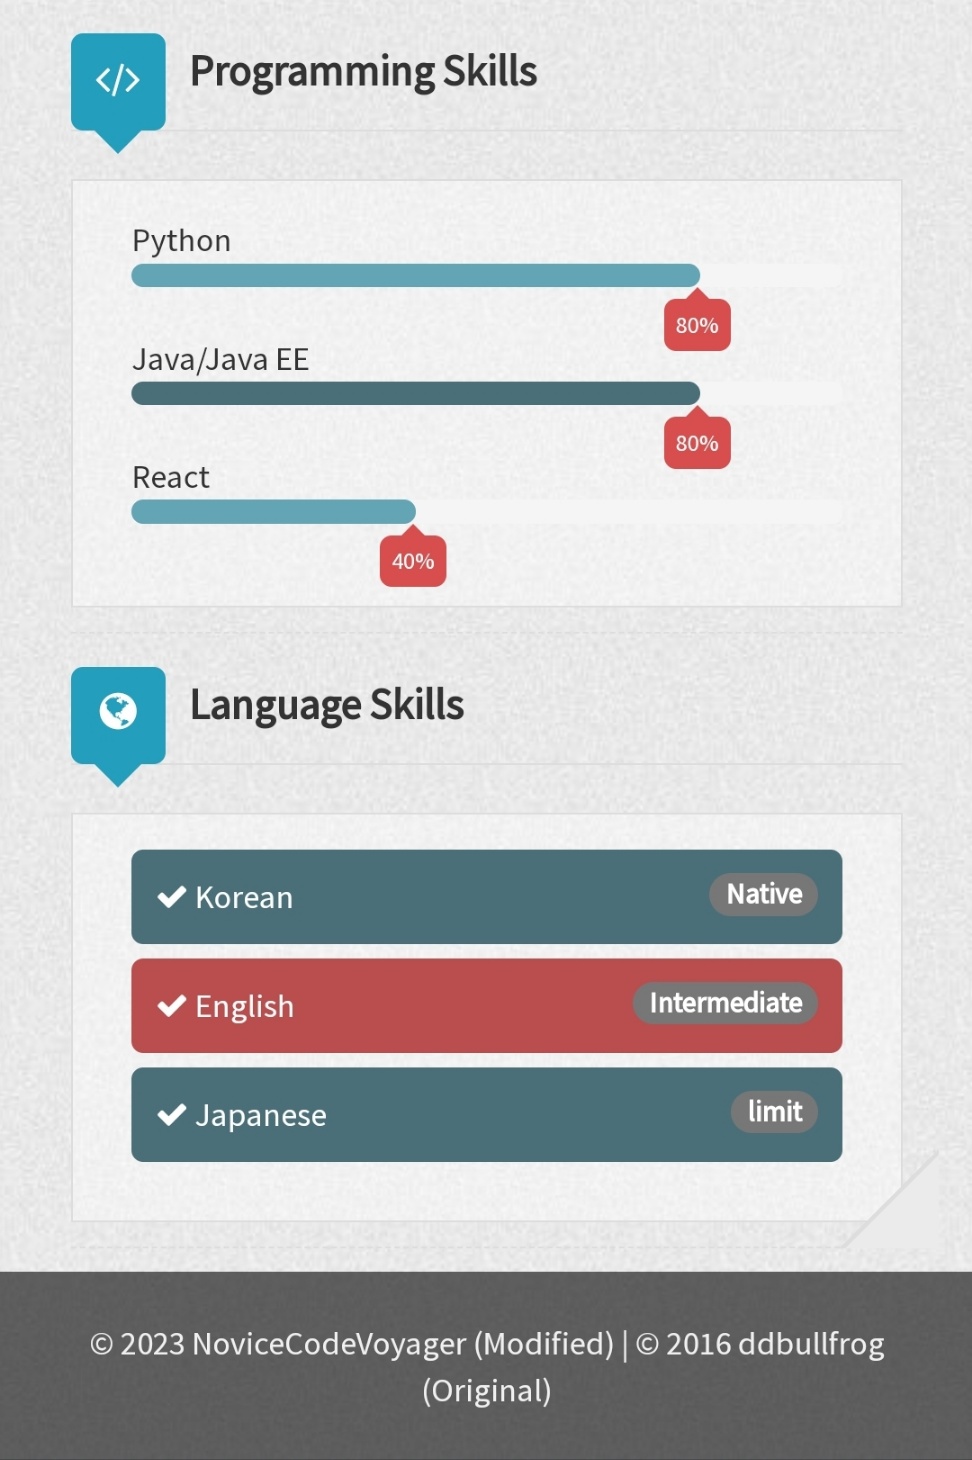 </> Programming Skills
Python
80%
Java/Java EE
80%
React
40%
Language Skills
Korean Native
English Intermediate
Japanese limit
© 2023 NoviceCodeVoyager (Modified) | © 2016 ddbullfrog
(Original)